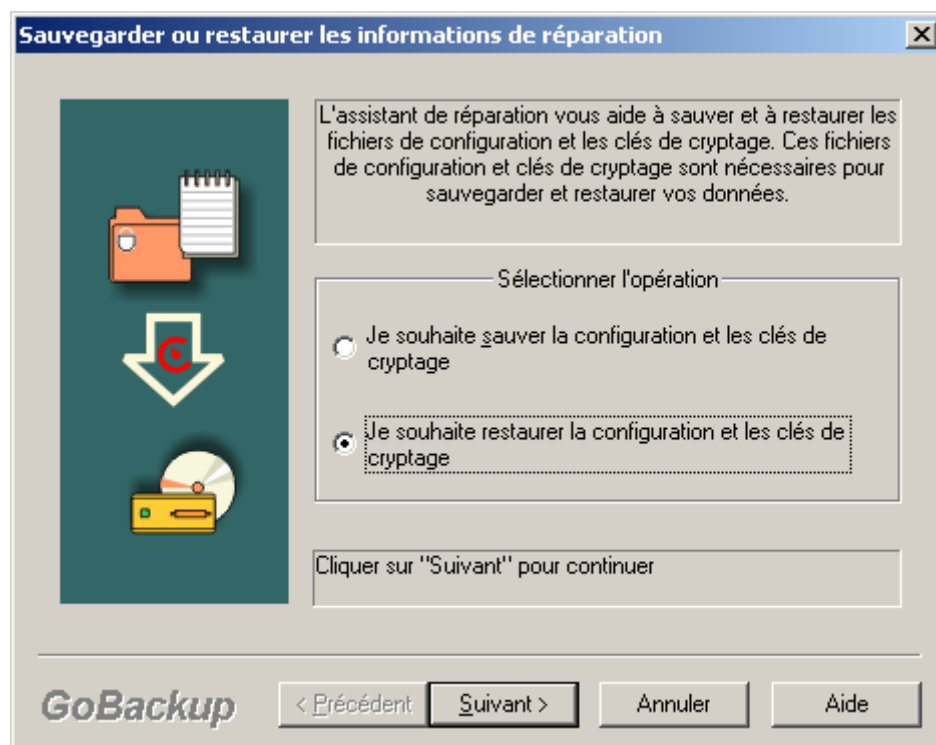 Sauvegarder ou restaurer les informations de réparation
L'assistant de réparation vous aide à sauver et à restaurer les
fichiers de configuration et les clés de cryptage. Ces fichiers
de configuration et clés de cryptage sont nécessaires pour
sauvegarder et restaurer vos données.
Sélectionner l'opération
Je souhaite sauver la configuration et les clés de
cryptage
Je souhaite restaurer la configuration et les clés de
cryptage
Cliquer sur "Suivant" pour continuer
GoBackup
< Précédent
Suivant >
Annuler
Aide